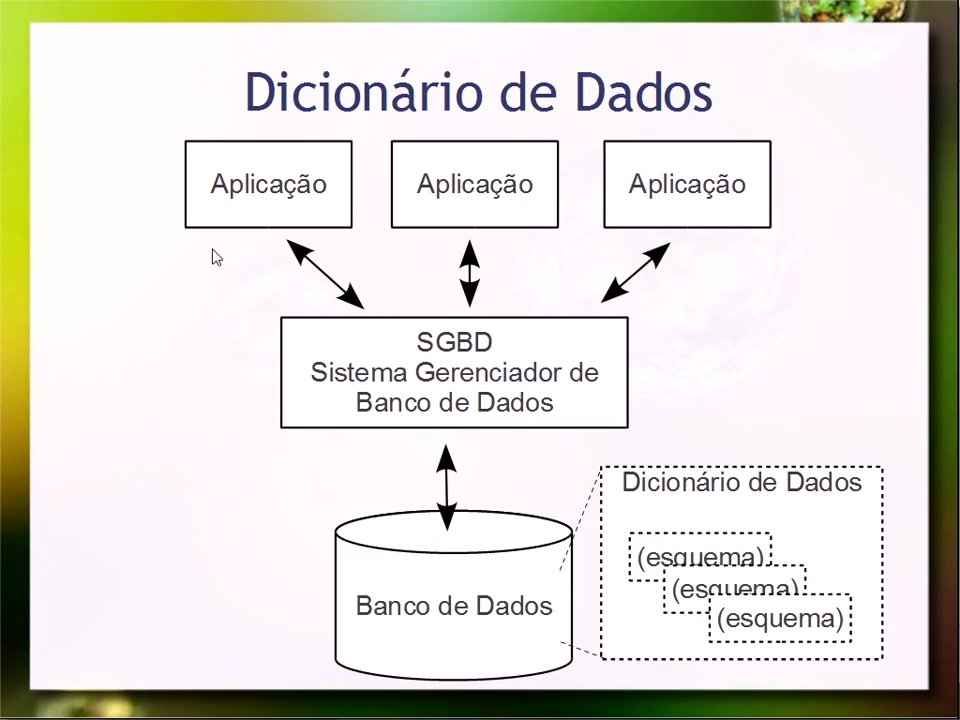 Dicionário de Dados
Aplicação
Aplicação
Aplicação
SGBD
Sistema Gerenciador de
Banco de Dados
Dicionário de Dados
(esquema)
(esquema)
(esquema)
Banco de Dados